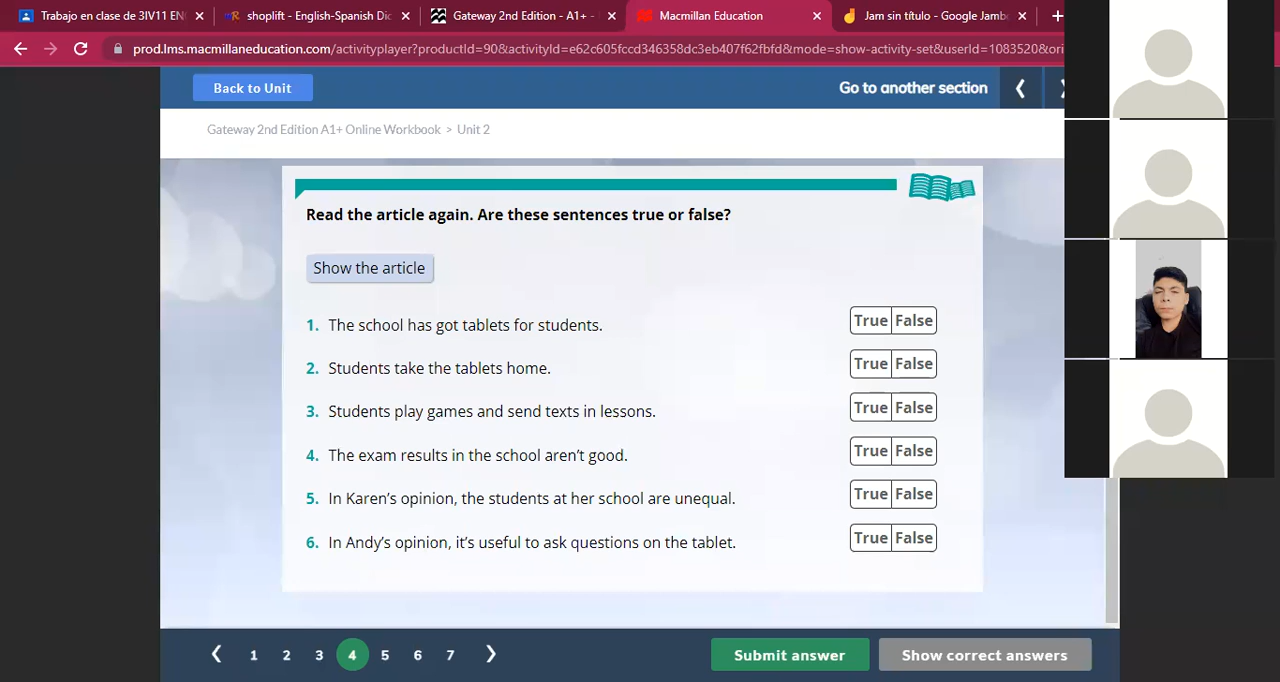 Trabajo en clase de 3IV11 EN
shoplift - English-Spanish Dic
Gateway 2nd Edition - A1+ -
Macmillan Education
Jam sin título - Google Jamb
prod.lms.macmillaneducation.com/activityplayer?productId=90&activityId=e62c605fccd346358dc3eb407f62fbfd&mode=show-activity-set&userId=1083520&ori
Back to Unit
Go to another section
Gateway 2nd Edition A1+ Online Workbook > Unit 2
Read the article again. Are these sentences true or false?
Show the article
1. The school has got tablets for students. True False
2. Students take the tablets home. True False
3. Students play games and send texts in lessons. True False
4. The exam results in the school aren't good. True False
5. In Karen's opinion, the students at her school are unequal. True False
6. In Andy's opinion, it's useful to ask questions on the tablet. True False
1 2 3 4 5 6 7 Submit answer Show correct answers